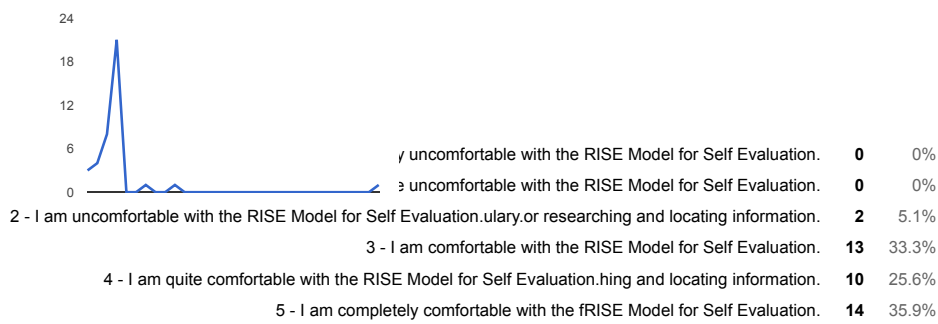 24
18
12
6
0
uncomfortable with the RISE Model for Self Evaluation. 0 0%
uncomfortable with the RISE Model for Self Evaluation. 0 0%
2 - I am uncomfortable with the RISE Model for Self Evaluation.ulary.or researching and locating information. 2 5.1%
3 - I am comfortable with the RISE Model for Self Evaluation. 13 33.3%
4 - I am quite comfortable with the RISE Model for Self Evaluation.hing and locating information. 10 25.6%
5 - I am completely comfortable with the fRISE Model for Self Evaluation. 14 35.9%